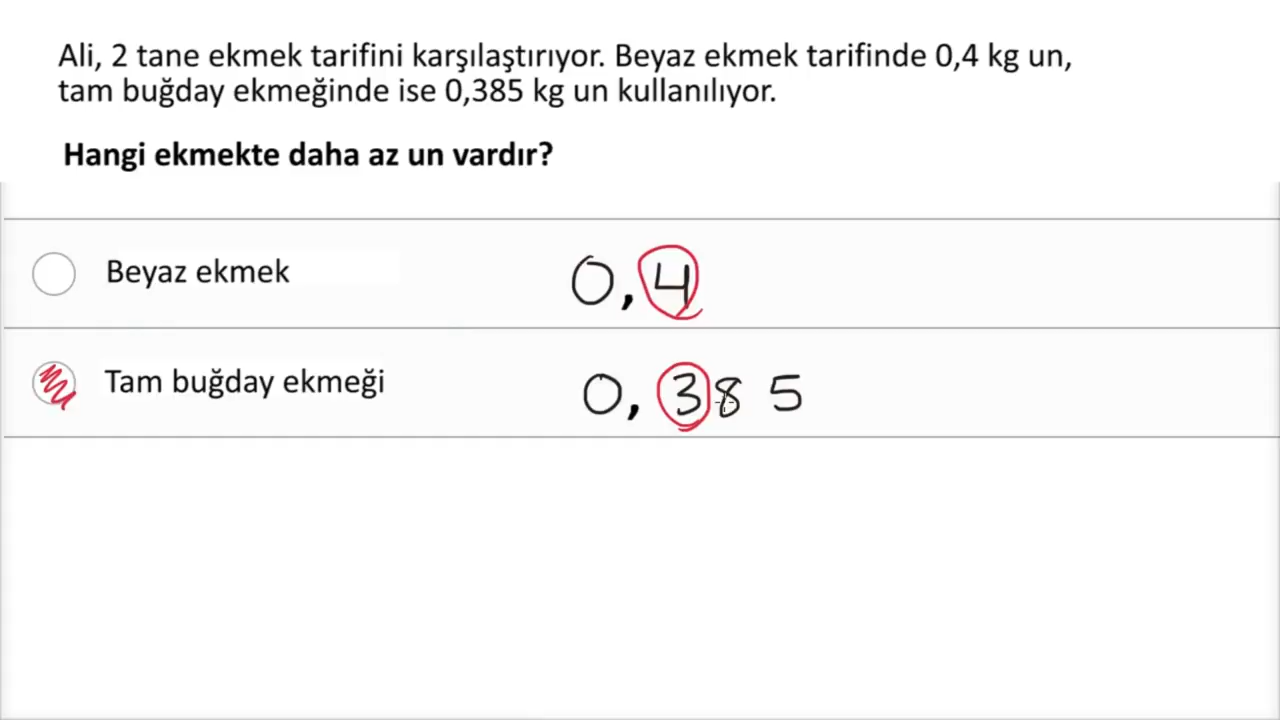 Ali, 2 tane ekmek tarifini karşılaştırıyor. Beyaz ekmek tarifinde 0,4 kg un,
tam buğday ekmeğinde ise 0,385 kg un kullanılıyor.
Hangi ekmekte daha az un vardır?
Beyaz ekmek 0,4
Tam buğday ekmeği 0,385